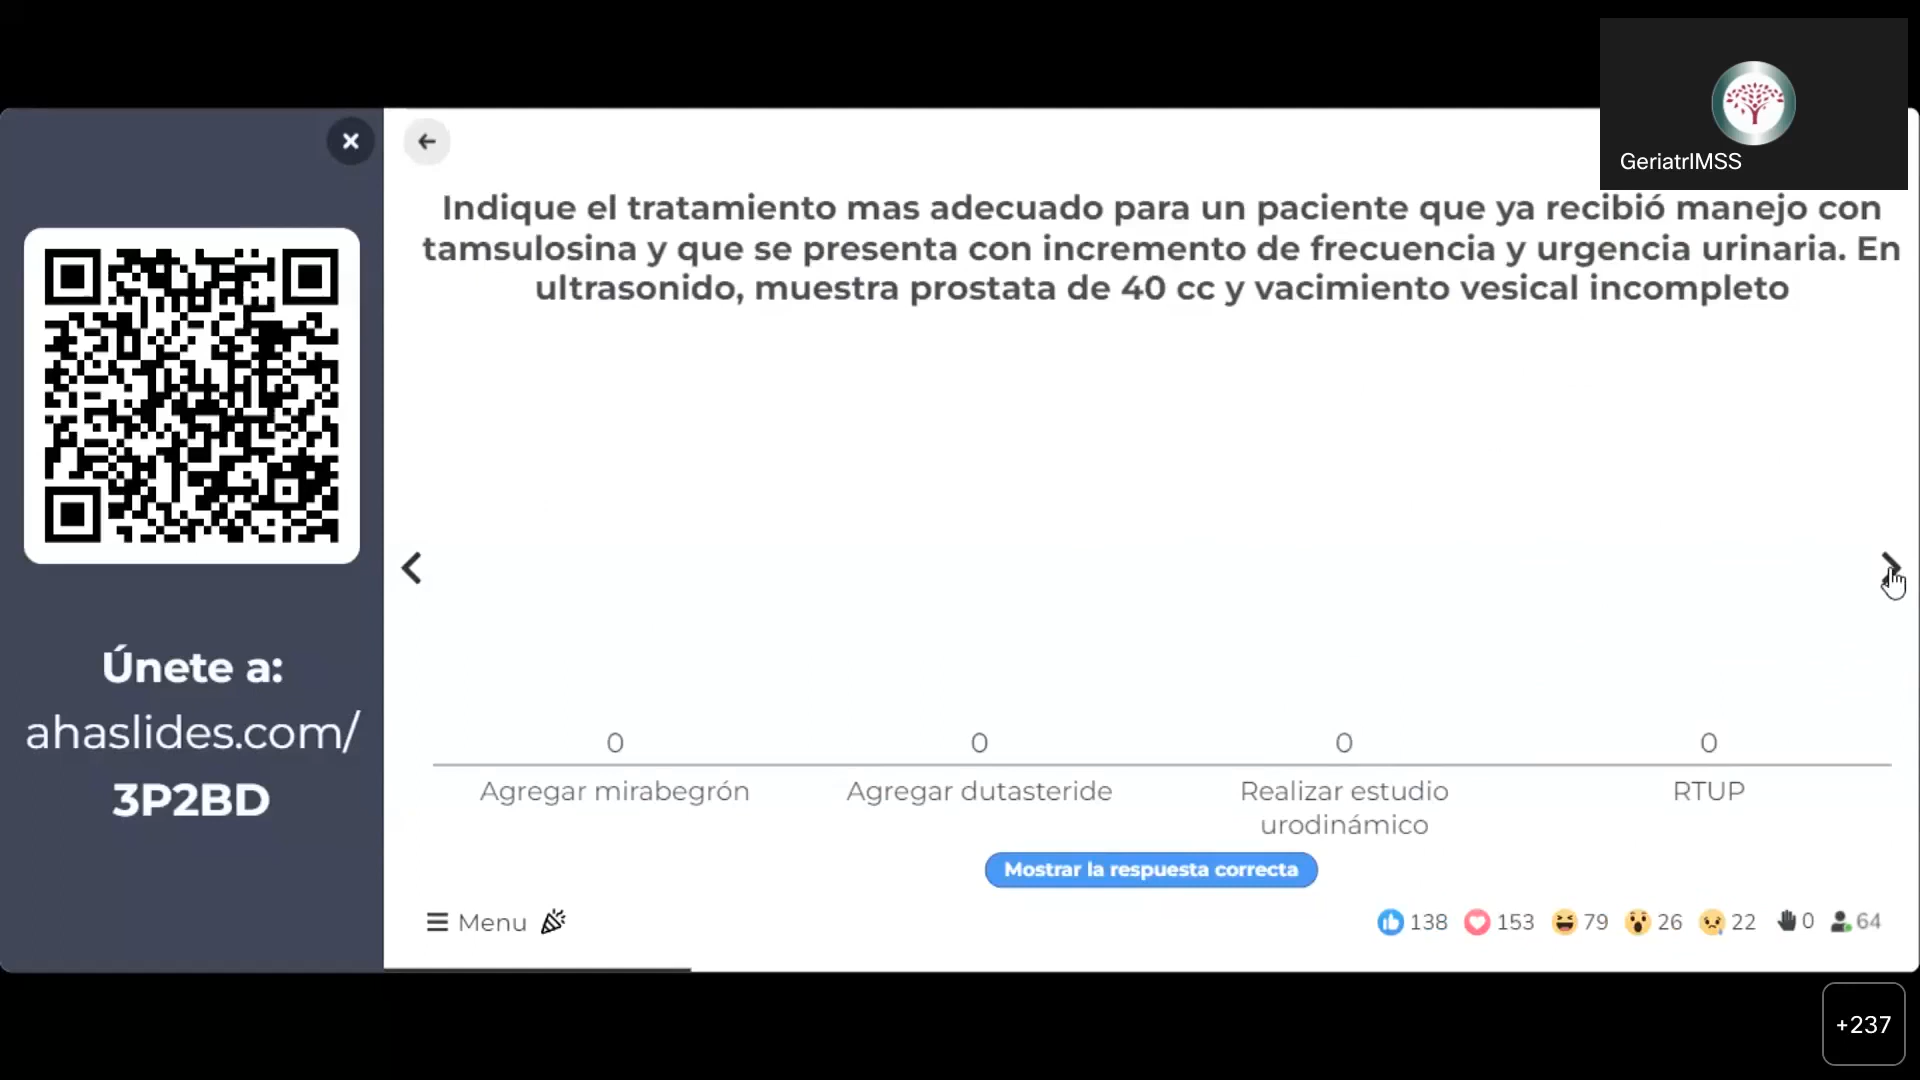 GeriatrIMSS
Indique el tratamiento mas adecuado para un paciente que ya recibió manejo con
tamsulosina y que se presenta con incremento de frecuencia y urgencia urinaria. En
ultrasonido, muestra prostata de 40 cc y vacimiento vesical incompleto
Únete a:
ahaslides.com/
3P2BD
0
0
0
0
Agregar mirabegrón
Agregar dutasteride
Realizar estudio
urodinámico
RTUP
Mostrar la respuesta correcta
Menu
138
153
79
26
22
0
64
+237